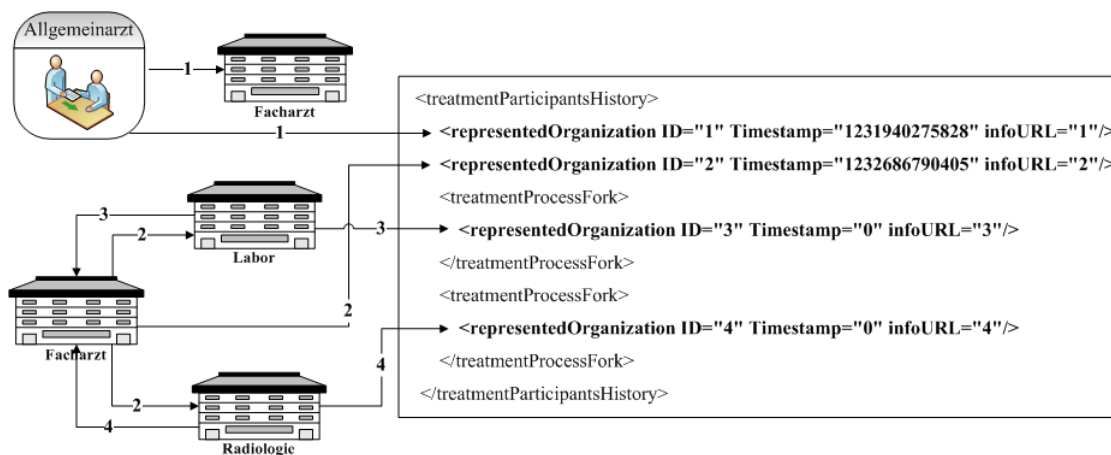 Allgemeinarzt
1
Facharzt
1
3
2
Labor
3
2
Facharzt
2
4
Radiologie
4
<treatmentParticipantsHistory>
<representedOrganization ID="1" Timestamp="1231940275828" infoURL="1"/>
<representedOrganization ID="2" Timestamp="1232686790405" infoURL="2"/>
<treatmentProcessFork>
<representedOrganization ID="3" Timestamp="0" infoURL="3"/>
</treatmentProcessFork>
<treatmentProcessFork>
<representedOrganization ID="4" Timestamp="0" infoURL="4"/>
</treatmentProcessFork>
</treatmentParticipantsHistory>